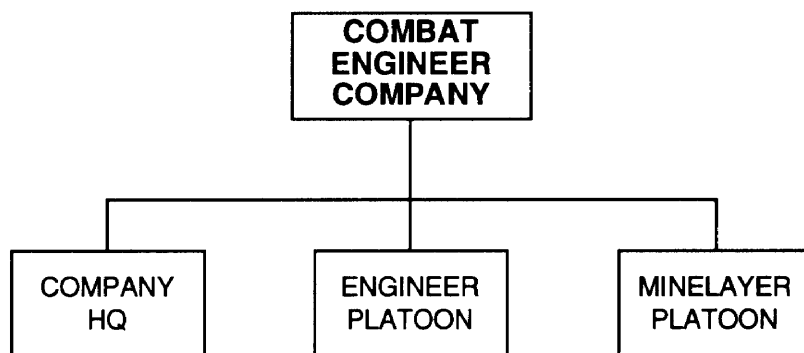 COMBAT
ENGINEER
COMPANY
COMPANY
HQ
ENGINEER
PLATOON
MINELAYER
PLATOON